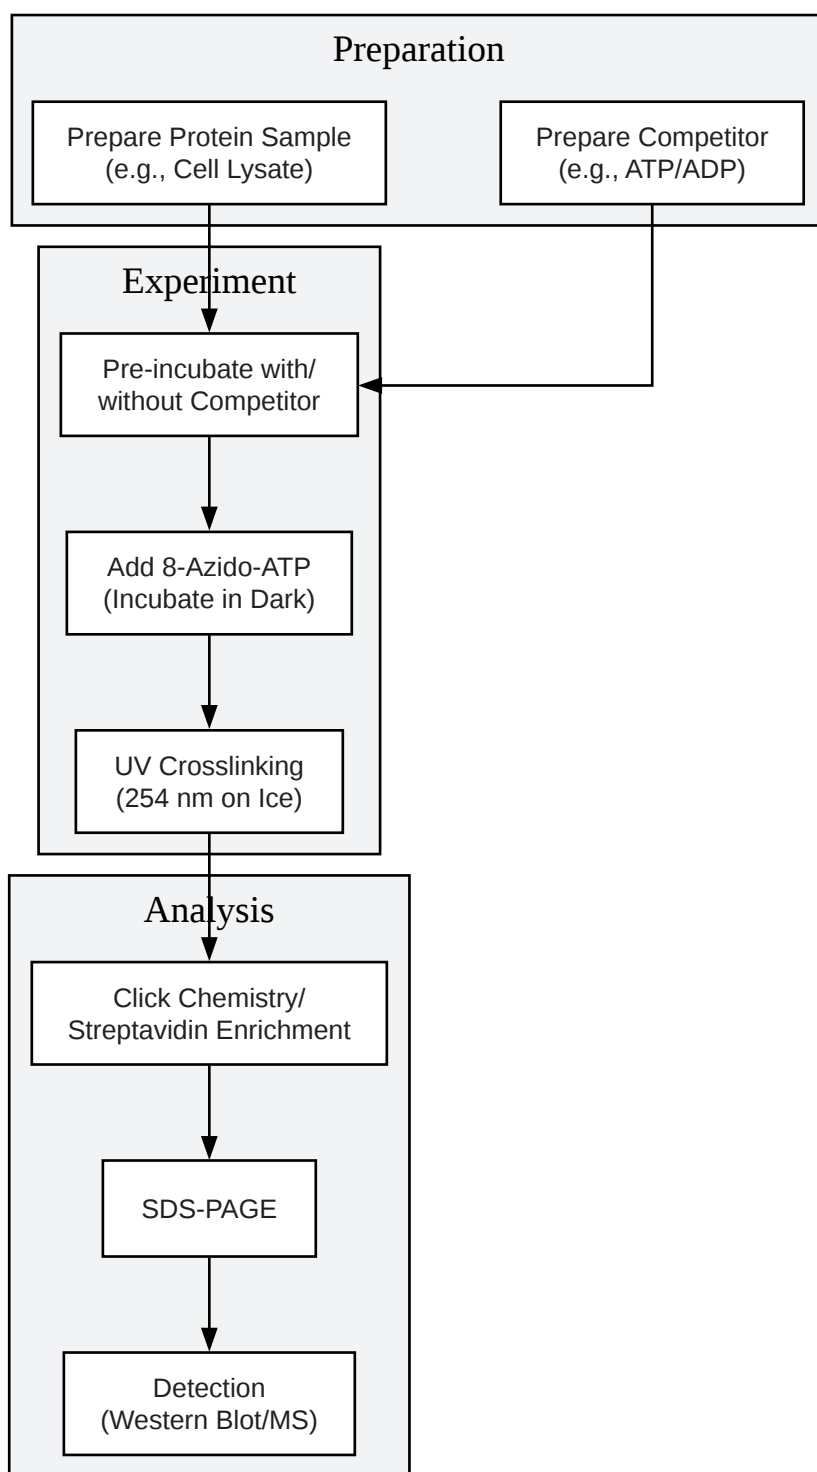 Preparation
Prepare Protein Sample
(e.g., Cell Lysate)
Prepare Competitor
(e.g., ATP/ADP)
Experiment
Pre-incubate with/
without Competitor
Add 8-Azido-ATP
(Incubate in Dark)
UV Crosslinking
(254 nm on Ice)
Analysis
Click Chemistry/
Streptavidin Enrichment
SDS-PAGE
Detection
(Western Blot/MS)